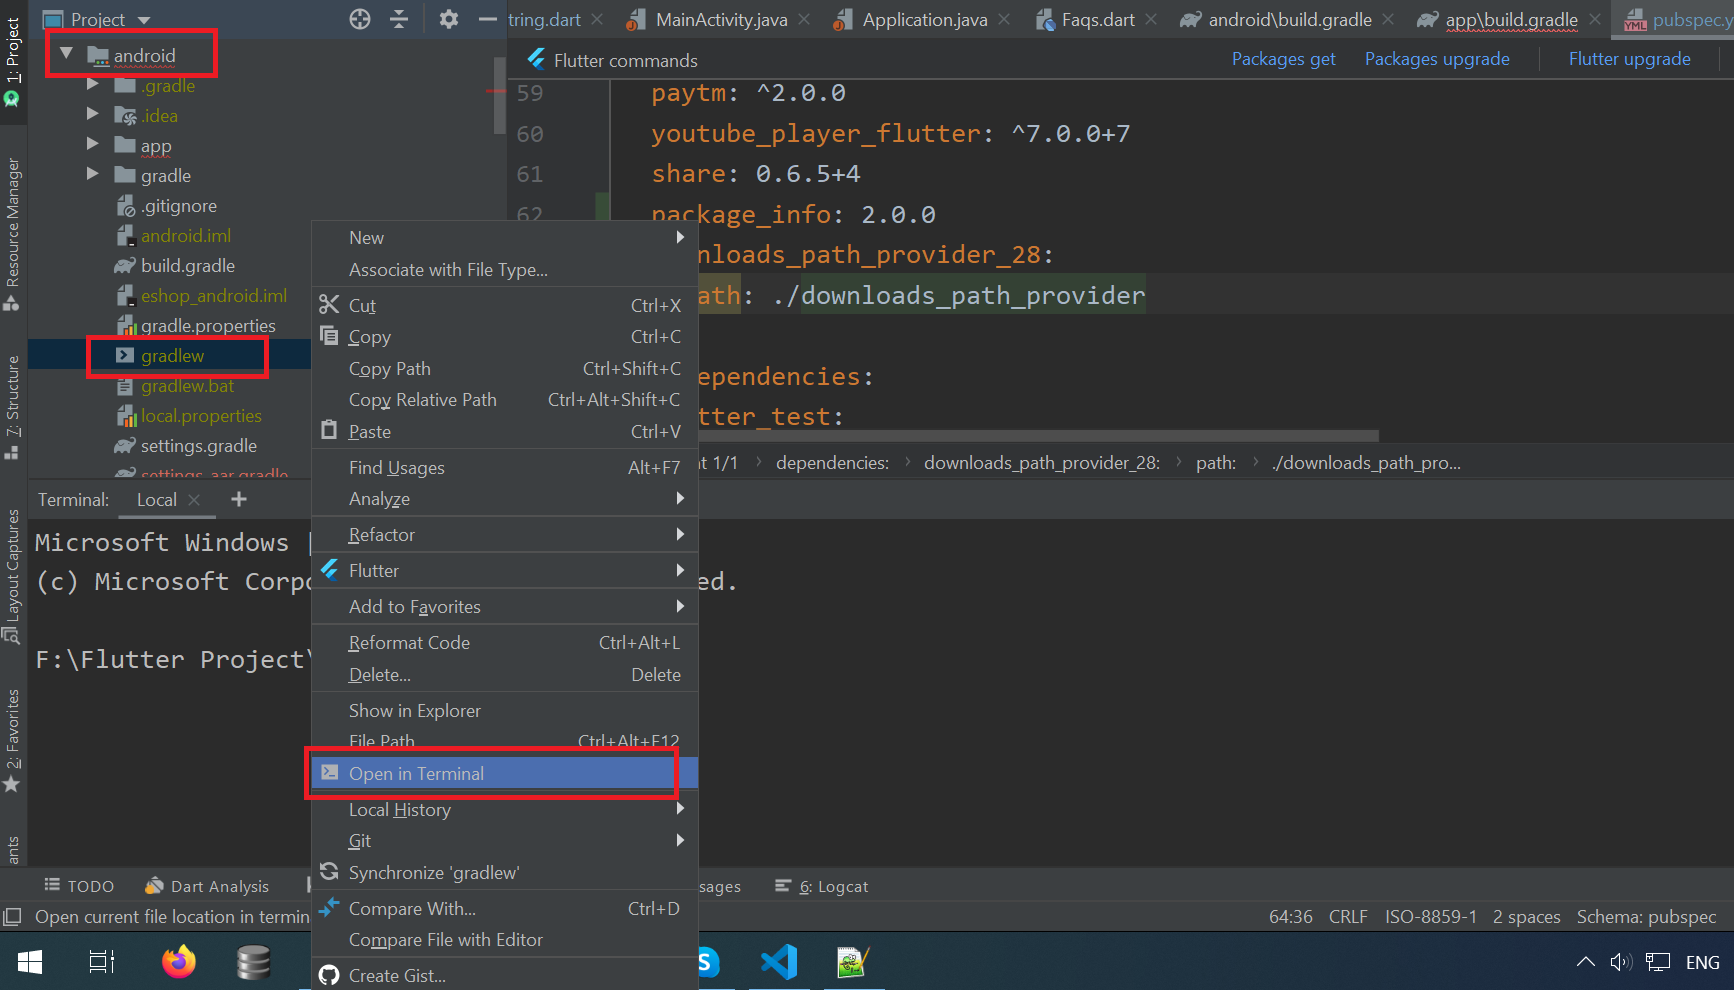 Project
tring.dart
MainActivity.java
Application.java
Faqs.dart
android\build.gradle
app\build.gradle
YML pubspec.y
1: Project
Resource Manager
7: Structure
Layout Captures
2: Favorites
ants
android
.gradle
.idea
app
gradle
.gitignore
android.iml
build.gradle
eshop_android.iml
gradle.properties
gradlew
gradlew.bat
local.properties
settings.gradle
settings_aar.gradle
Flutter commands
Packages get
Packages upgrade
Flutter upgrade
59 paytm: ^2.0.0
60 youtube_player_flutter: ^7.0.0+7
61 share: 0.6.5+4
62 package_info: 2.0.0
nloads_path_provider_28:
ath: ./downloads_path_provider
ependencies:
tter_test:
t 1/1 › dependencies: › downloads_path_provider_28: › path: › ./downloads_path_pro...
Terminal: Local
Microsoft Windows [
(c) Microsoft Corpo
ed.
F:\Flutter Project\
New
Associate with File Type...
Cut Ctrl+X
Copy Ctrl+C
Copy Path Ctrl+Shift+C
Copy Relative Path Ctrl+Alt+Shift+C
Paste Ctrl+V
Find Usages Alt+F7
Analyze
Refactor
Flutter
Add to Favorites
Reformat Code Ctrl+Alt+L
Delete... Delete
Show in Explorer
File Path Ctrl+Alt+F12
Open in Terminal
Local History
Git
Synchronize 'gradlew'
Compare With... Ctrl+D
Compare File with Editor
Create Gist...
TODO
Dart Analysis
sages
6: Logcat
Open current file location in termin
64:36 CRLF ISO-8859-1 2 spaces Schema: pubspec
S
ENG